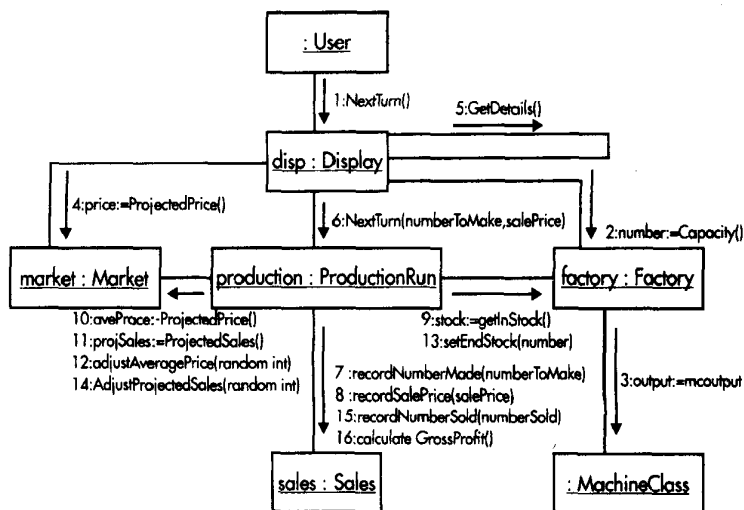 : User
1:NextTurn()
5:GetDetails()
disp : Display
4:price:=ProjectedPrice()
6:NextTurn(numberToMake,salePrice)
2:number:=Capacity()
market : Market
production : ProductionRun
factory : Factory
10:avePrace:-ProjectedPrice()
11:projSales:=ProjectedSales()
12:adjustAveragePrice(random int)
14:AdjustProjectedSales(random int)
9:stock:=getInStock()
13:setEndStock(number)
7 :recordNumberMade(numberToMake)
8 :recordSalePrice(salePrice)
15:recordNumberSold(numberSold)
16:calculate GrossProfit()
3:output:=mcoutput
sales : Sales
: MachineClass